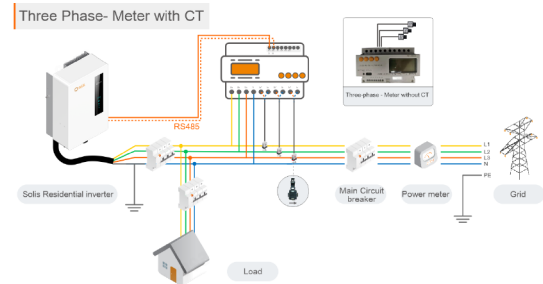 Three Phase- Meter with CT
Three-phase - Meter without CT
RS485
L1
L2
L3
N
PE
Solis Residential inverter
Main Circuit
breaker
Power meter
Grid
Load